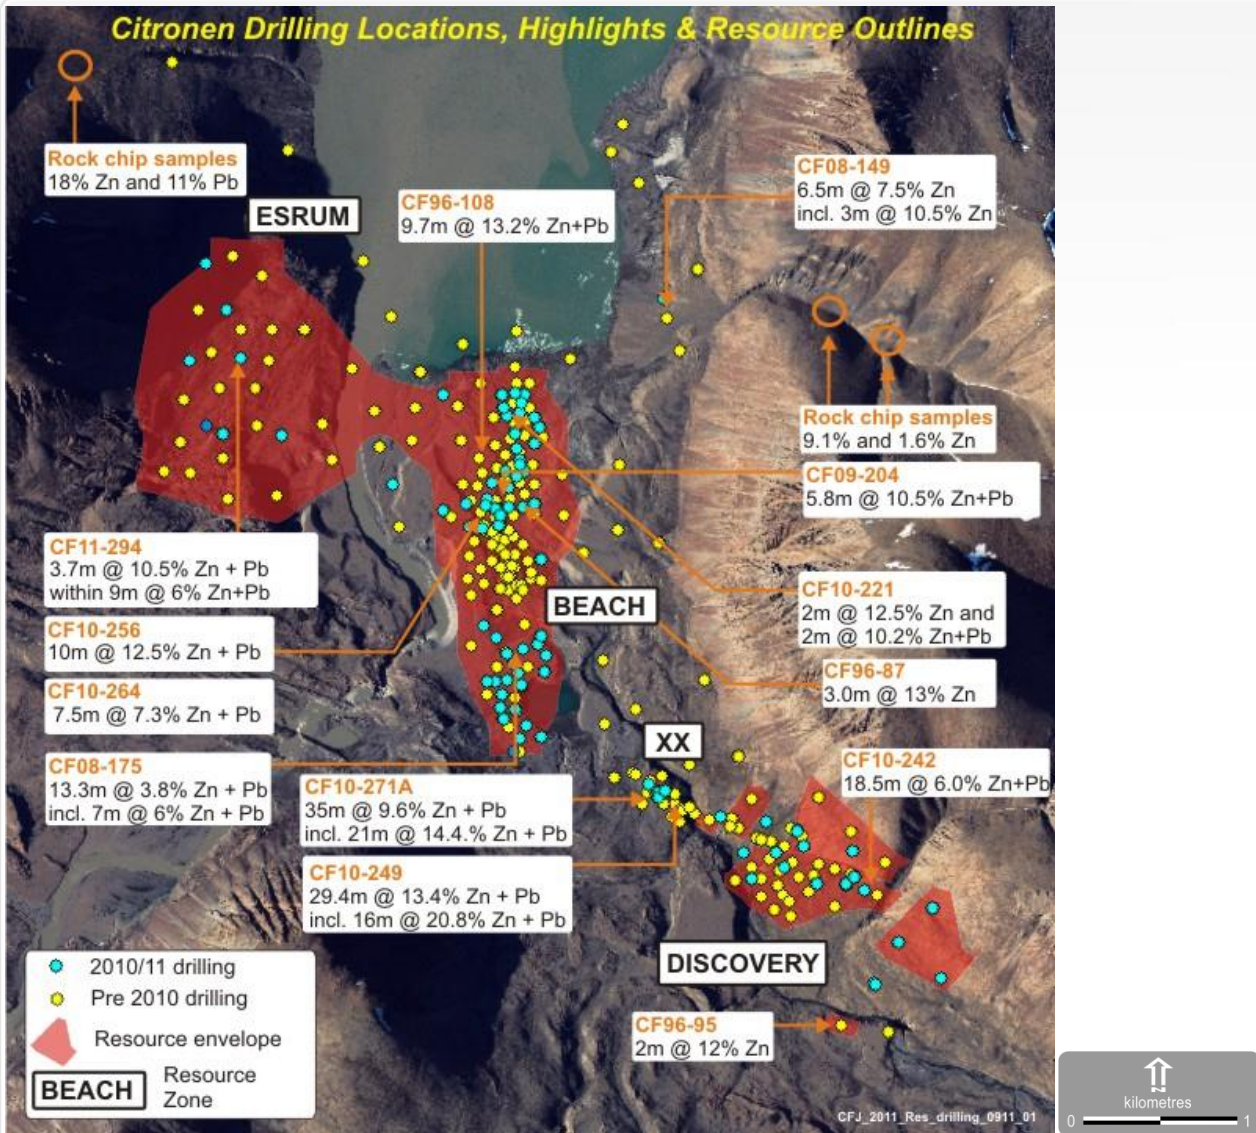 Citronen Drilling Locations, Highlights & Resource Outlines
Rock chip samples
18% Zn and 11% Pb
ESRUM
CF96-108
9.7m @ 13.2% Zn+Pb
CF08-149
6.5m @ 7.5% Zn
incl. 3m @ 10.5% Zn
Rock chip samples
9.1% and 1.6% Zn
CF09-204
5.8m @ 10.5% Zn+Pb
CF11-294
3.7m @ 10.5% Zn + Pb
within 9m @ 6% Zn+Pb
CF10-256
10m @ 12.5% Zn + Pb
CF10-264
7.5m @ 7.3% Zn + Pb
CF08-175
13.3m @ 3.8% Zn + Pb
incl. 7m @ 6% Zn + Pb
BEACH
CF10-221
2m @ 12.5% Zn and
2m @ 10.2% Zn+Pb
CF96-87
3.0m @ 13% Zn
XX
CF10-242
18.5m @ 6.0% Zn+Pb
CF10-271A
35m @ 9.6% Zn + Pb
incl. 21m @ 14.4.% Zn + Pb
CF10-249
29.4m @ 13.4% Zn + Pb
incl. 16m @ 20.8% Zn + Pb
DISCOVERY
CF96-95
2m @ 12% Zn
2010/11 drilling
Pre 2010 drilling
Resource envelope
BEACH
Resource
Zone
CFJ_2011_Res_drilling_0911_01
kilometres
0 1